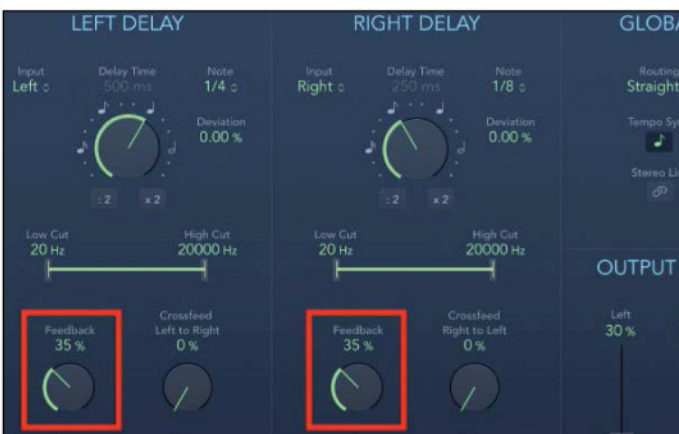 LEFT DELAY
Input
Left
Delay Time
500 ms
Note
1/4
Deviation
0.00 %
: 2
x 2
Low Cut
20 Hz
High Cut
20000 Hz
Feedback
35 %
Crossfeed
Left to Right
0 %
RIGHT DELAY
Input
Right
Delay Time
250 ms
Note
1/8
Deviation
0.00 %
: 2
x 2
Low Cut
20 Hz
High Cut
20000 Hz
Feedback
35 %
Crossfeed
Right to Left
0 %
GLOBA
Routing
Straight
Tempo Sy
Stereo Li
OUTPUT
Left
30 %